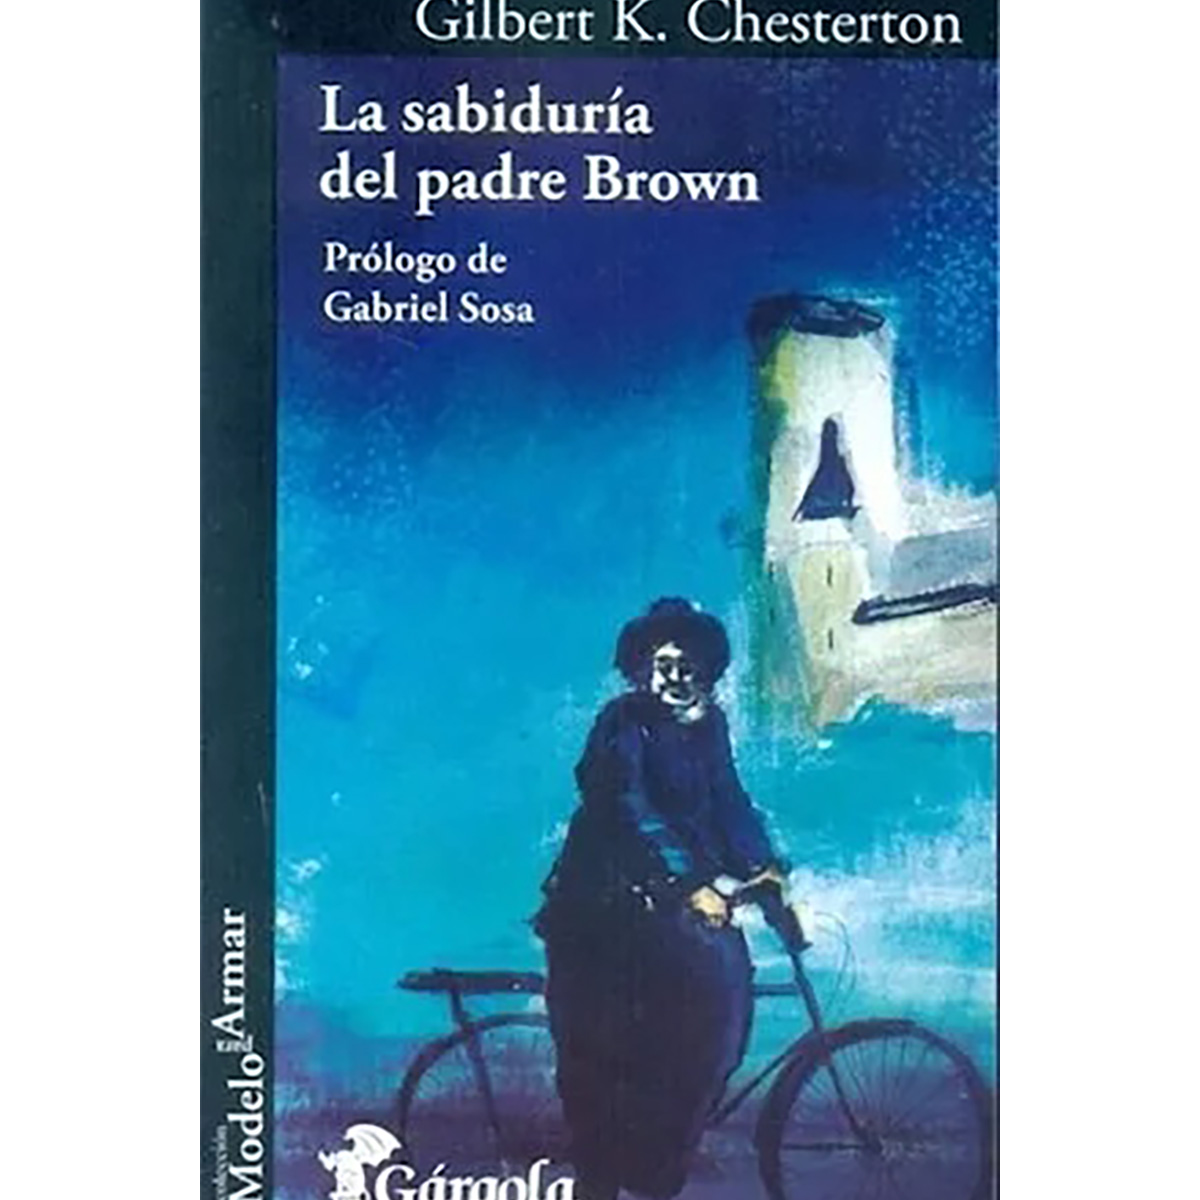 Gilbert K. Chesterton
La sabiduría
del padre Brown
Prólogo de
Gabriel Sosa
colección
Modelo para Armar
Gárgola